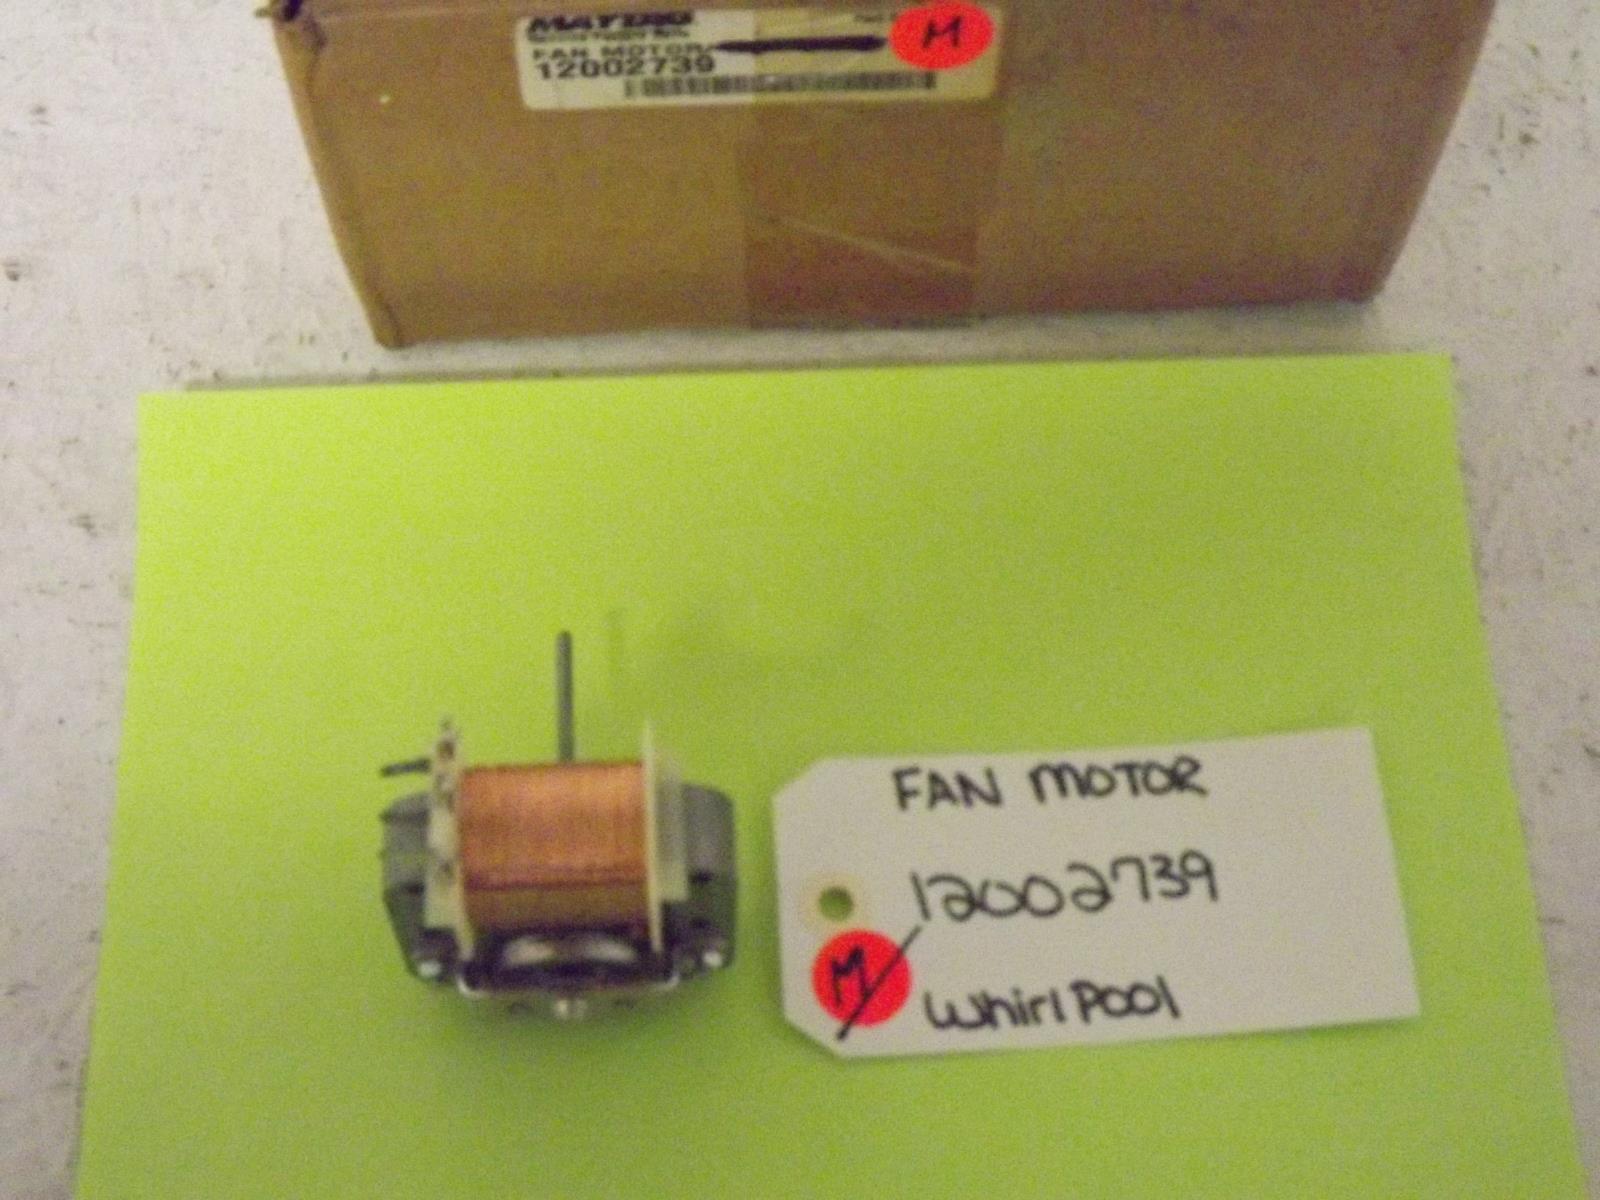 MAYTAG
FAN MOTOR
12002739
M
FAN MOTOR
12002739
M/
WhirlPool